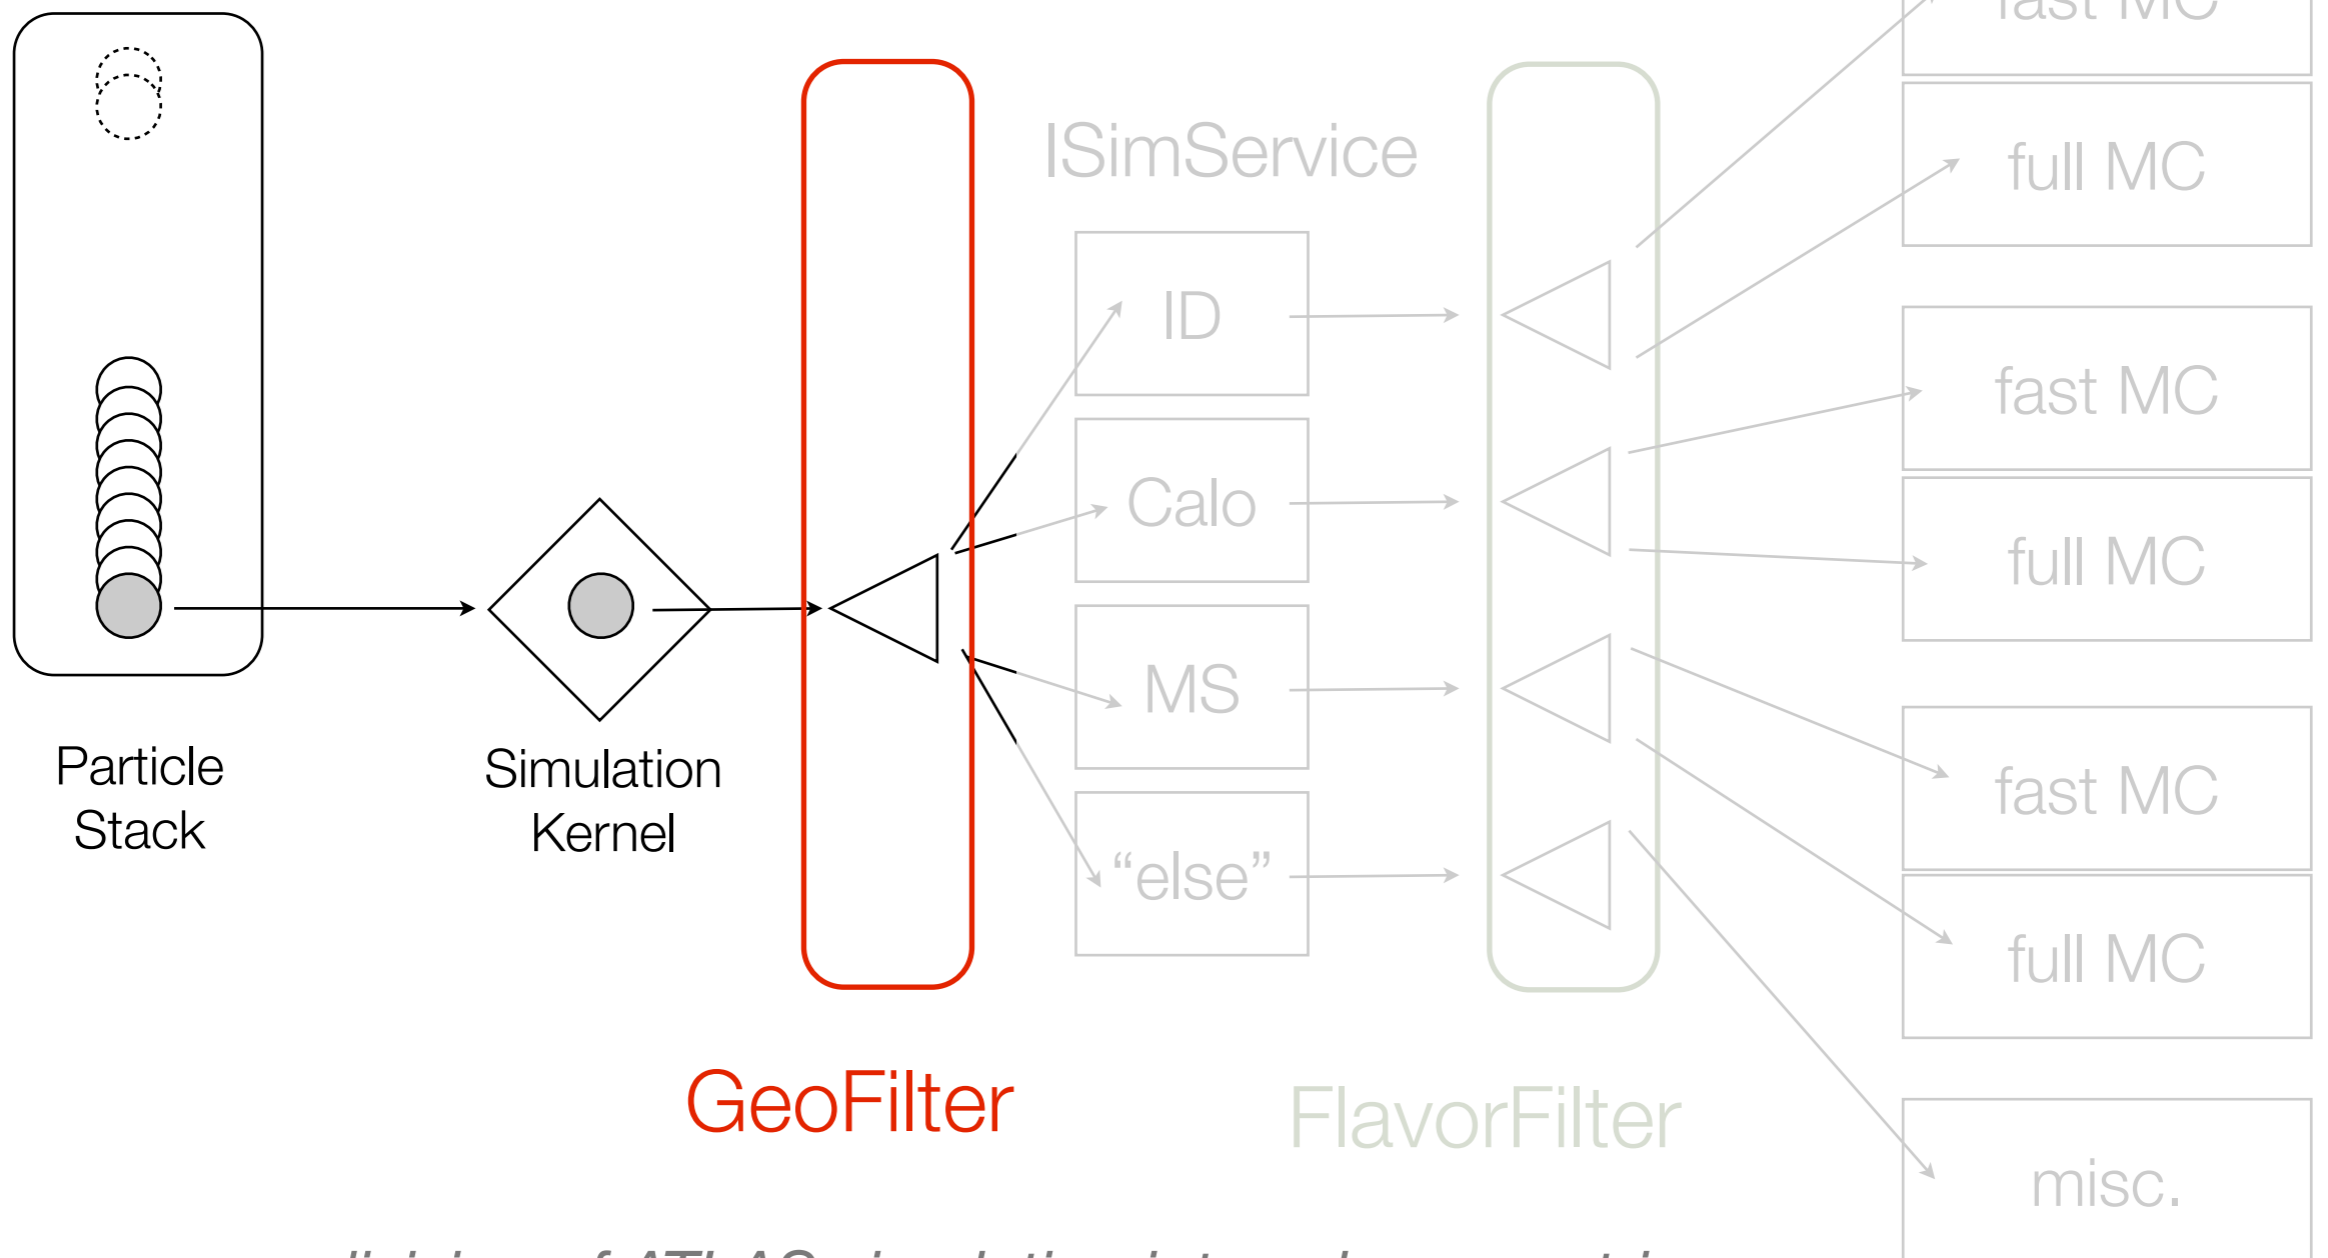 fast MC
ISimService
full MC
ID
fast MC
Calo
full MC
MS
Particle
Stack
Simulation
Kernel
fast MC
“else”
full MC
GeoFilter
FlavorFilter
misc.